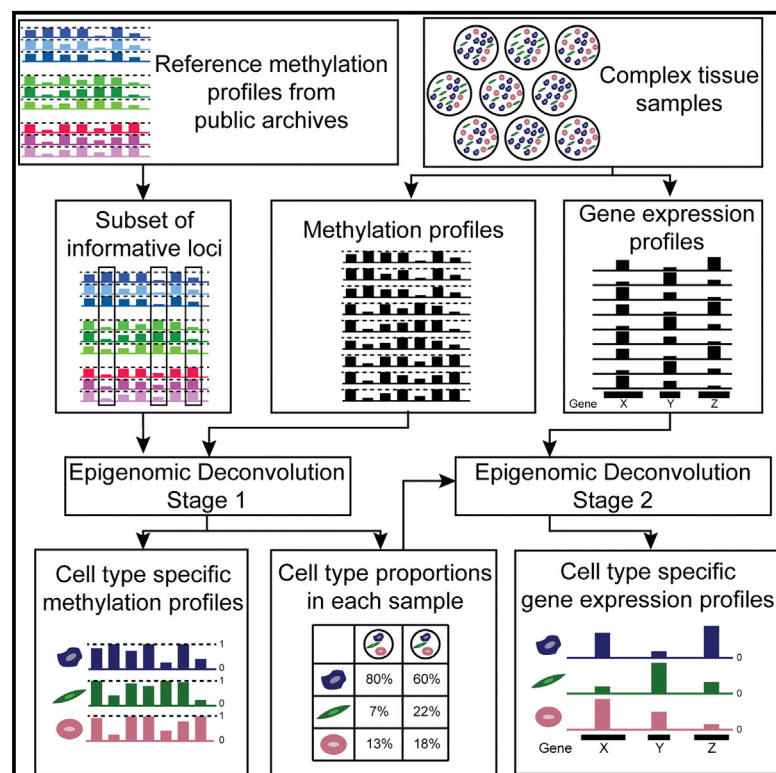 Reference methylation
profiles from
public archives
Complex tissue
samples
Subset of
informative loci
Methylation profiles
Gene expression
profiles
Gene X Y Z
Epigenomic Deconvolution
Stage 1
Epigenomic Deconvolution
Stage 2
Cell type specific
methylation profiles
1
0
1
0
1
0
Cell type proportions
in each sample
80% 60%
7% 22%
13% 18%
Cell type specific
gene expression profiles
0
0
0
Gene X Y Z